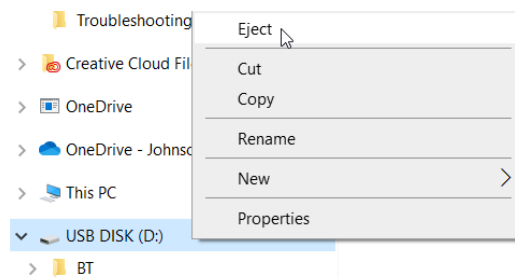 Troubleshooting
Creative Cloud Fil
OneDrive
OneDrive - Johnso
This PC
USB DISK (D:)
BT
Eject
Cut
Copy
Rename
New
Properties